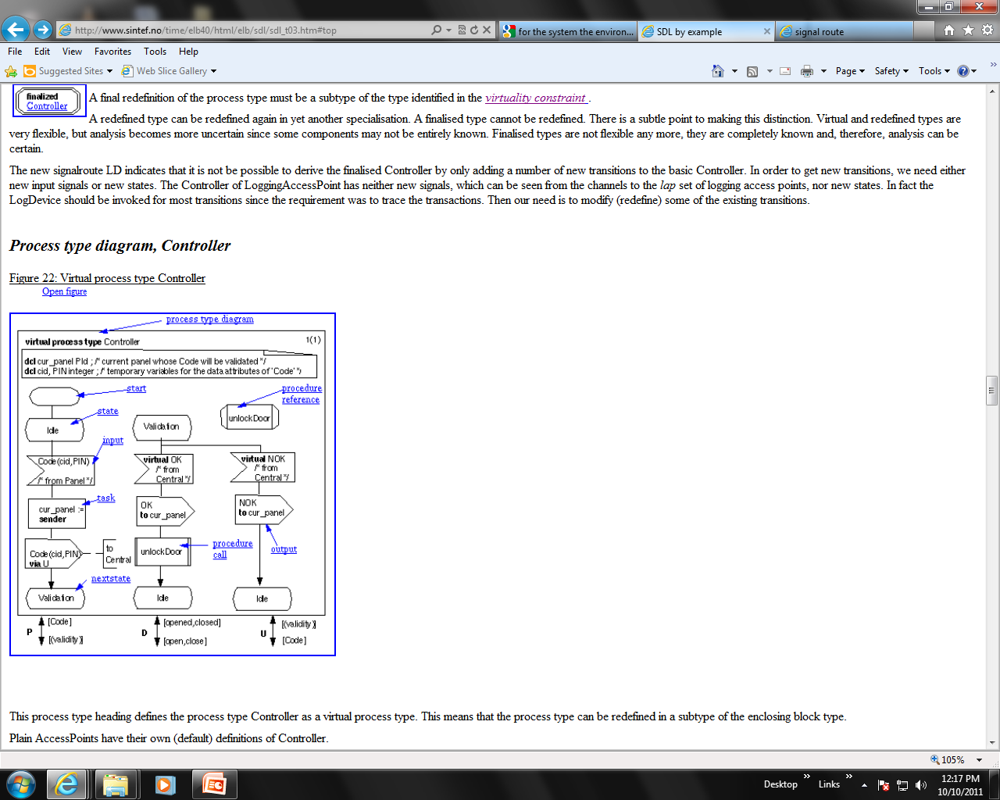 http://www.sintef.no/time/elb40/html/elb/sdl/sdl_t03.htm#top
for the system the environ...
SDL by example
signal route
File Edit View Favorites Tools Help
Suggested Sites
Web Slice Gallery
Page Safety Tools
finalized
Controller
A final redefinition of the process type must be a subtype of the type identified in the virtuality constraint .
A redefined type can be redefined again in yet another specialisation. A finalised type cannot be redefined. There is a subtle point to making this distinction. Virtual and redefined types are
very flexible, but analysis becomes more uncertain since some components may not be entirely known. Finalised types are not flexible any more, they are completely known and, therefore, analysis can be
certain.
The new signalroute LD indicates that it is not be possible to derive the finalised Controller by only adding a number of new transitions to the basic Controller. In order to get new transitions, we need either
new input signals or new states. The Controller of LoggingAccessPoint has neither new signals, which can be seen from the channels to the lap set of logging access points, nor new states. In fact the
LogDevice should be invoked for most transitions since the requirement was to trace the transactions. Then our need is to modify (redefine) some of the existing transitions.
Process type diagram, Controller
Figure 22: Virtual process type Controller
Open figure
process type diagram
virtual process type Controller
1(1)
dcl cur_panel PId ; /* current panel whose Code will be validated */
dcl cid, PIN integer ; /* temporary variables for the data attributes of 'Code' */
start
procedure
reference
state
unlockDoor
Idle
Validation
input
Code(cid,PIN)
/* from Panel */
virtual OK
/* from
Central */
virtual NOK
/* from
Central */
task
cur_panel :=
sender
OK
to cur_panel
NOK
to cur_panel
Code(cid,PIN)
via U
to
Central
unlockDoor
procedure
call
output
nextstate
Validation
Idle
Idle
P
[Code]
[(validity)]
D
[opened,closed]
[open,close]
U
[(validity)]
[Code]
This process type heading defines the process type Controller as a virtual process type. This means that the process type can be redefined in a subtype of the enclosing block type.
Plain AccessPoints have their own (default) definitions of Controller.
105%
Desktop
Links
12:17 PM
10/10/2011